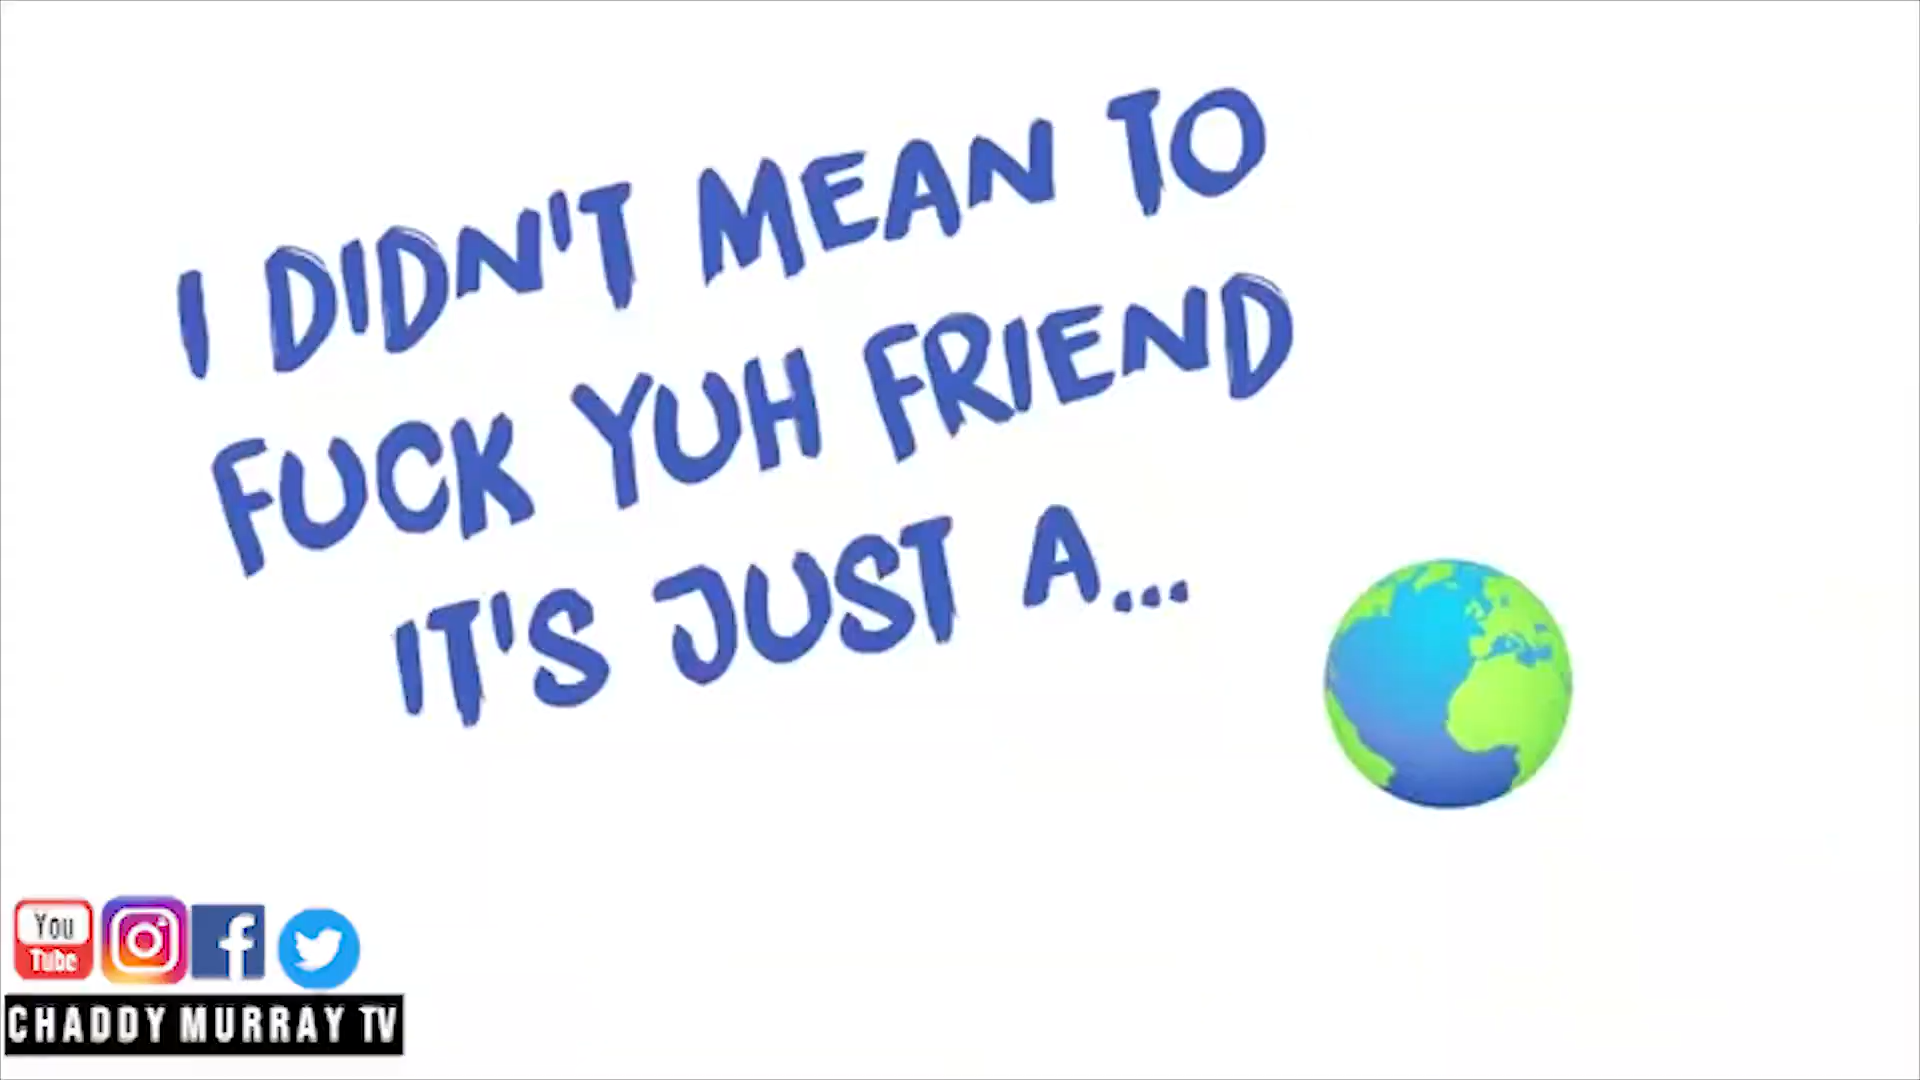 I DIDN'T MEAN TO
FUCK YUH FRIEND
IT'S JUST A...
You
Tube
CHADDY MURRAY TV